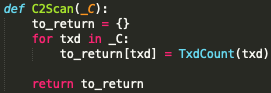 def C2Scan(_C):
    to_return = {}
    for txd in _C:
        to_return[txd] = TxdCount(txd)

    return to_return